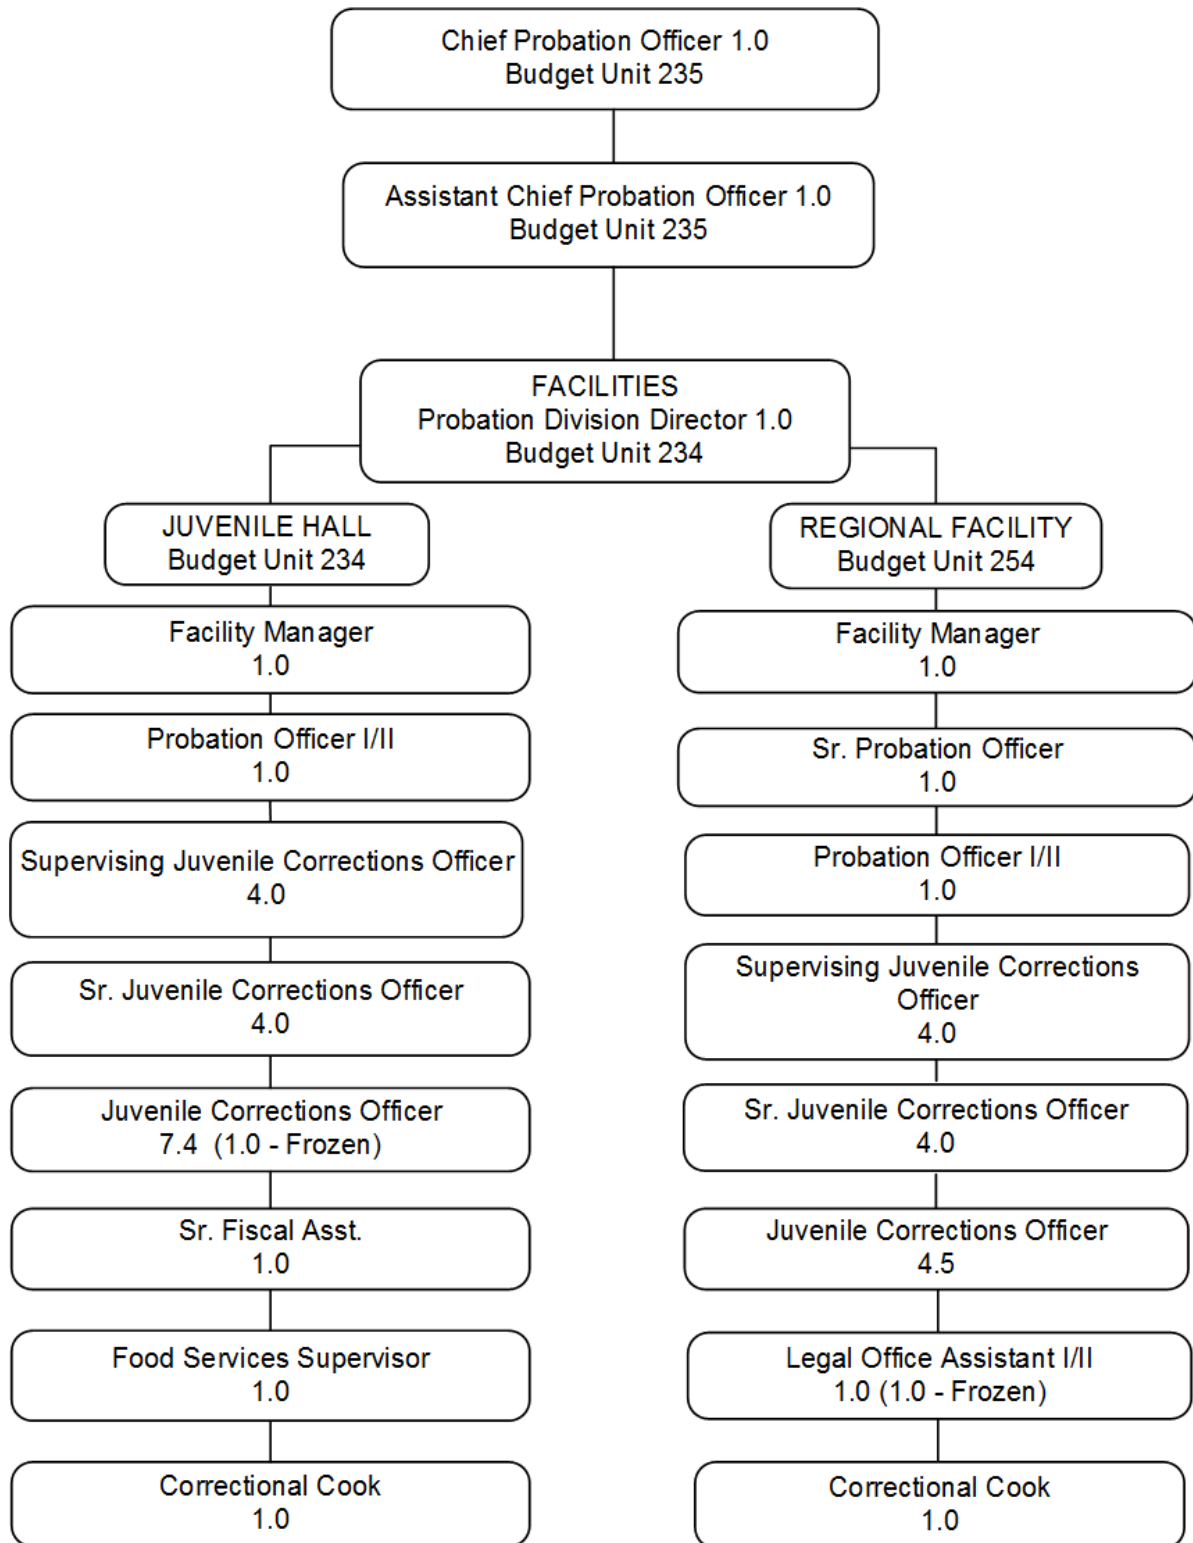 Chief Probation Officer 1.0
Budget Unit 235
Assistant Chief Probation Officer 1.0
Budget Unit 235
FACILITIES
Probation Division Director 1.0
Budget Unit 234
JUVENILE HALL
Budget Unit 234
Facility Manager
1.0
Probation Officer I/II
1.0
Supervising Juvenile Corrections Officer
4.0
Sr. Juvenile Corrections Officer
4.0
Juvenile Corrections Officer
7.4 (1.0 - Frozen)
Sr. Fiscal Asst.
1.0
Food Services Supervisor
1.0
Correctional Cook
1.0
REGIONAL FACILITY
Budget Unit 254
Facility Manager
1.0
Sr. Probation Officer
1.0
Probation Officer I/II
1.0
Supervising Juvenile Corrections
Officer
4.0
Sr. Juvenile Corrections Officer
4.0
Juvenile Corrections Officer
4.5
Legal Office Assistant I/II
1.0 (1.0 - Frozen)
Correctional Cook
1.0